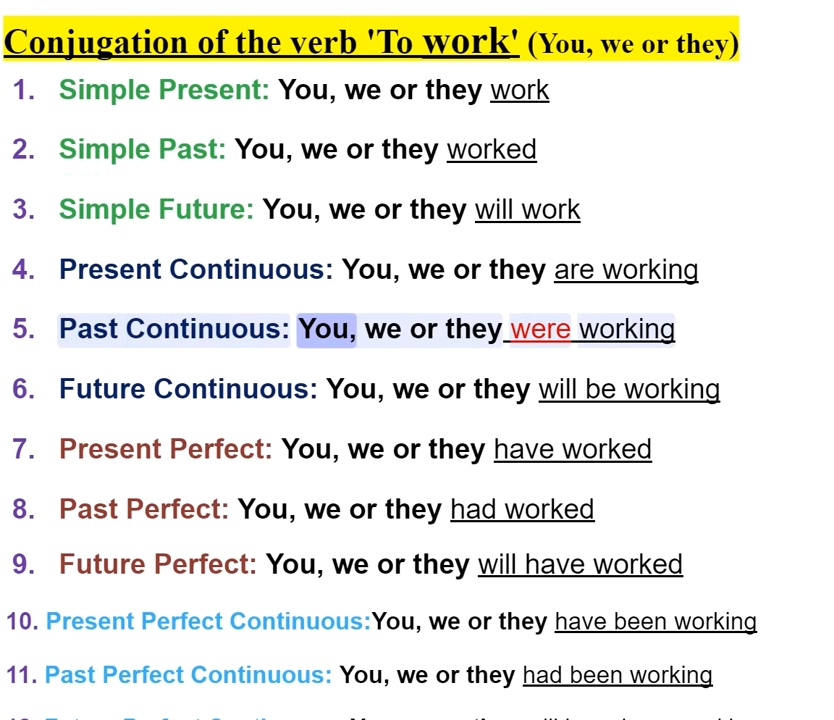 Conjugation of the verb 'To work' (You, we or they)
1. Simple Present: You, we or they work
2. Simple Past: You, we or they worked
3. Simple Future: You, we or they will work
4. Present Continuous: You, we or they are working
5. Past Continuous: You, we or they were working
6. Future Continuous: You, we or they will be working
7. Present Perfect: You, we or they have worked
8. Past Perfect: You, we or they had worked
9. Future Perfect: You, we or they will have worked
10. Present Perfect Continuous:You, we or they have been working
11. Past Perfect Continuous: You, we or they had been working